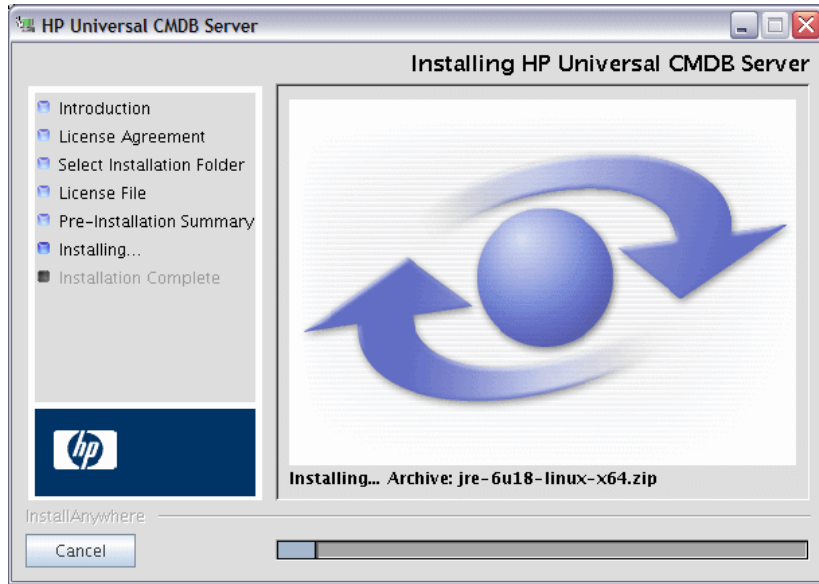 HP Universal CMDB Server
Installing HP Universal CMDB Server
Introduction
License Agreement
Select Installation Folder
License File
Pre-Installation Summary
Installing...
Installation Complete
hp
Installing... Archive: jre-6u18-linux-x64.zip
InstallAnywhere
Cancel